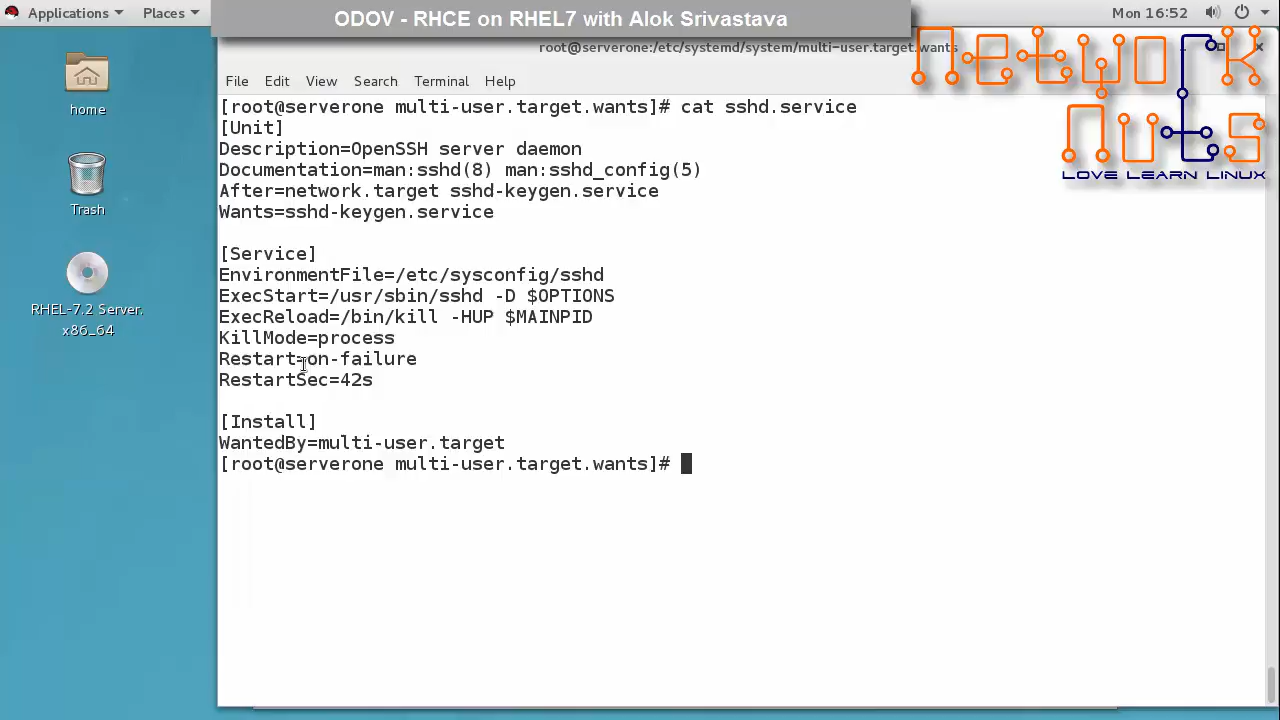 Applications Places
ODOV - RHCE on RHEL7 with Alok Srivastava
Mon 16:52
root@serverone:/etc/systemd/system/multi-user.target.wants
NETWORK
NUTS
LOVE LEARN LINUX
File Edit View Search Terminal Help
home
Trash
RHEL-7.2 Server.
x86_64
[root@serverone multi-user.target.wants]# cat sshd.service
[Unit]
Description=OpenSSH server daemon
Documentation=man:sshd(8) man:sshd_config(5)
After=network.target sshd-keygen.service
Wants=sshd-keygen.service
[Service]
EnvironmentFile=/etc/sysconfig/sshd
ExecStart=/usr/sbin/sshd -D $OPTIONS
ExecReload=/bin/kill -HUP $MAINPID
KillMode=process
Restart=on-failure
RestartSec=42s
[Install]
WantedBy=multi-user.target
[root@serverone multi-user.target.wants]#